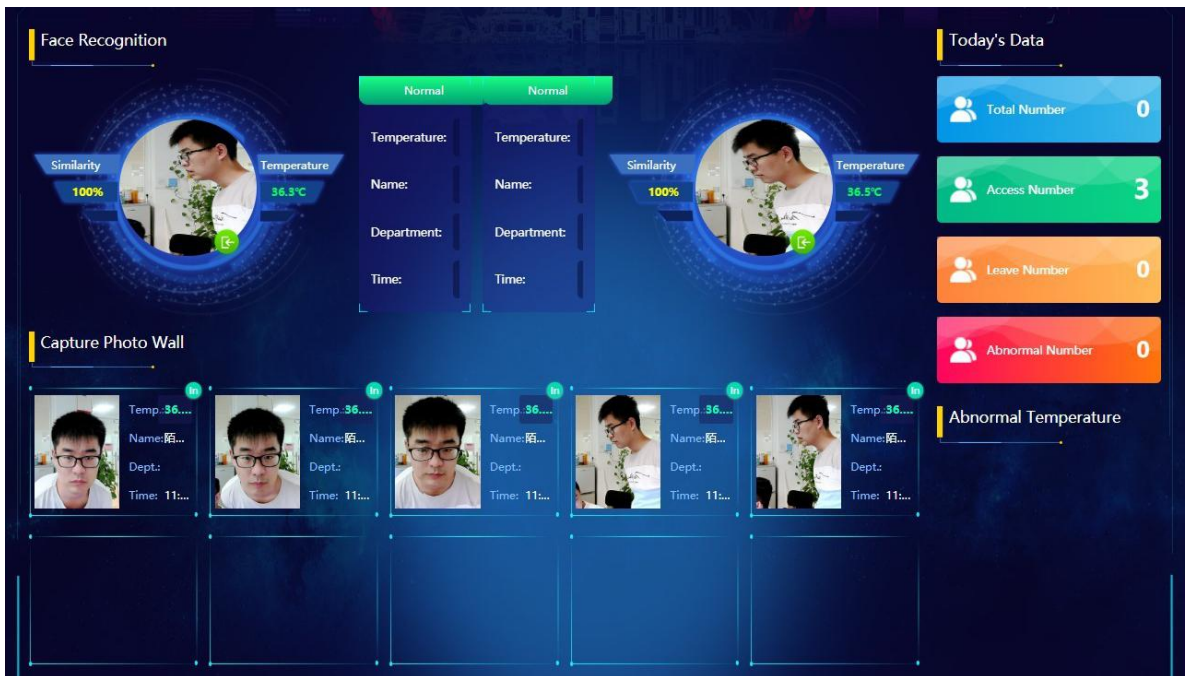 Face Recognition
Similarity
100%
Temperature
36.3℃
Normal
Temperature:
Name:
Department:
Time:
Normal
Temperature:
Name:
Department:
Time:
Similarity
100%
Temperature
36.5℃
Today's Data
Total Number 0
Access Number 3
Leave Number 0
Abnormal Number 0
Abnormal Temperature
Capture Photo Wall
In
Temp.:36....
Name:陌...
Dept.:
Time: 11:...
In
Temp.:36....
Name:陌...
Dept.:
Time: 11:...
In
Temp.:36....
Name:陌...
Dept.:
Time: 11:...
In
Temp.:36....
Name:陌...
Dept.:
Time: 11:...
In
Temp.:36....
Name:陌...
Dept.:
Time: 11:...